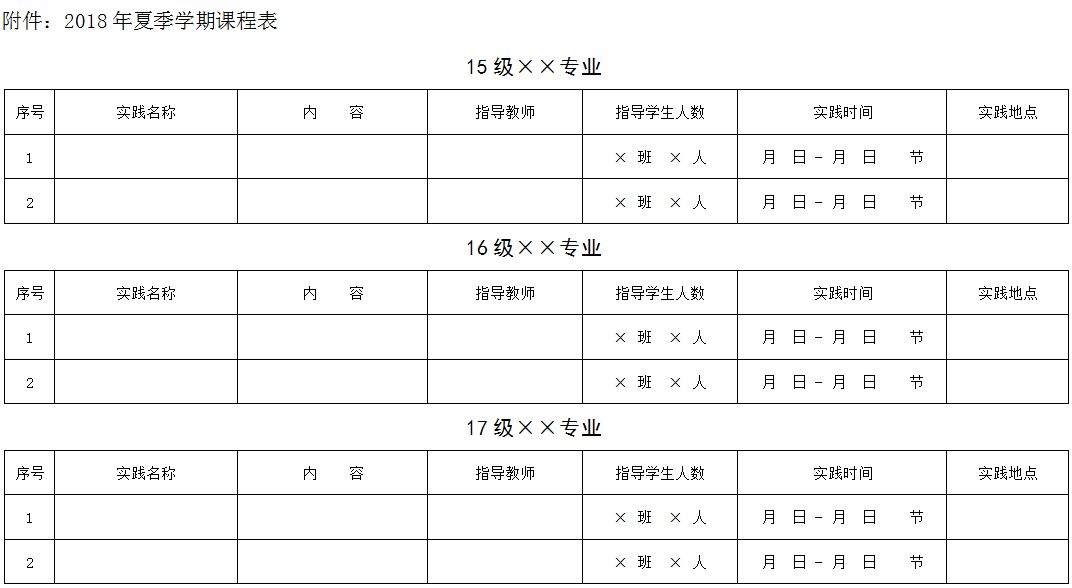 附件：2018 年夏季学期课程表
15 级××专业
序号 实践名称 内 容 指导教师 指导学生人数 实践时间 实践地点
1 × 班 × 人 月 日－月 日 节
2 × 班 × 人 月 日－月 日 节
16 级××专业
序号 实践名称 内 容 指导教师 指导学生人数 实践时间 实践地点
1 × 班 × 人 月 日－月 日 节
2 × 班 × 人 月 日－月 日 节
17 级××专业
序号 实践名称 内 容 指导教师 指导学生人数 实践时间 实践地点
1 × 班 × 人 月 日－月 日 节
2 × 班 × 人 月 日－月 日 节